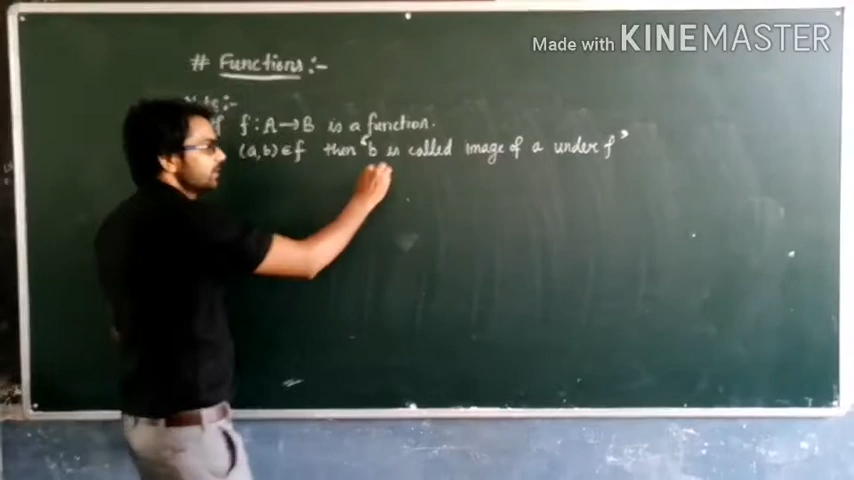 Made with KINEMASTER
# Functions :-
f : A → B is a function.
(a,b) ∈ f then "b is called image of a under f"